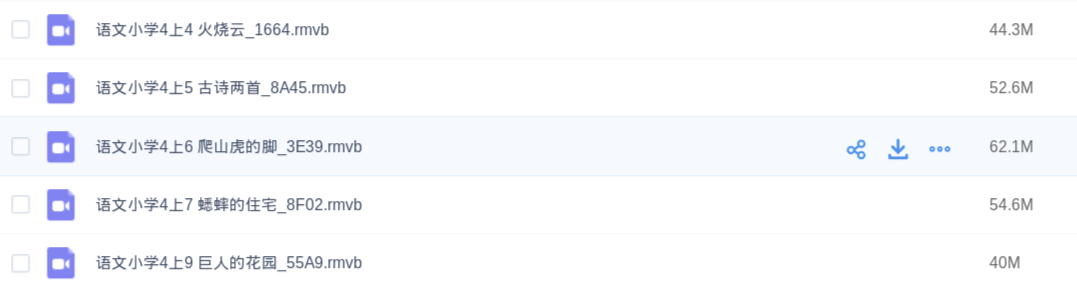 语文小学4上4 火烧云_1664.rmvb 44.3M
语文小学4上5 古诗两首_8A45.rmvb 52.6M
语文小学4上6 爬山虎的脚_3E39.rmvb 62.1M
语文小学4上7 蟋蟀的住宅_8F02.rmvb 54.6M
语文小学4上9 巨人的花园_55A9.rmvb 40M